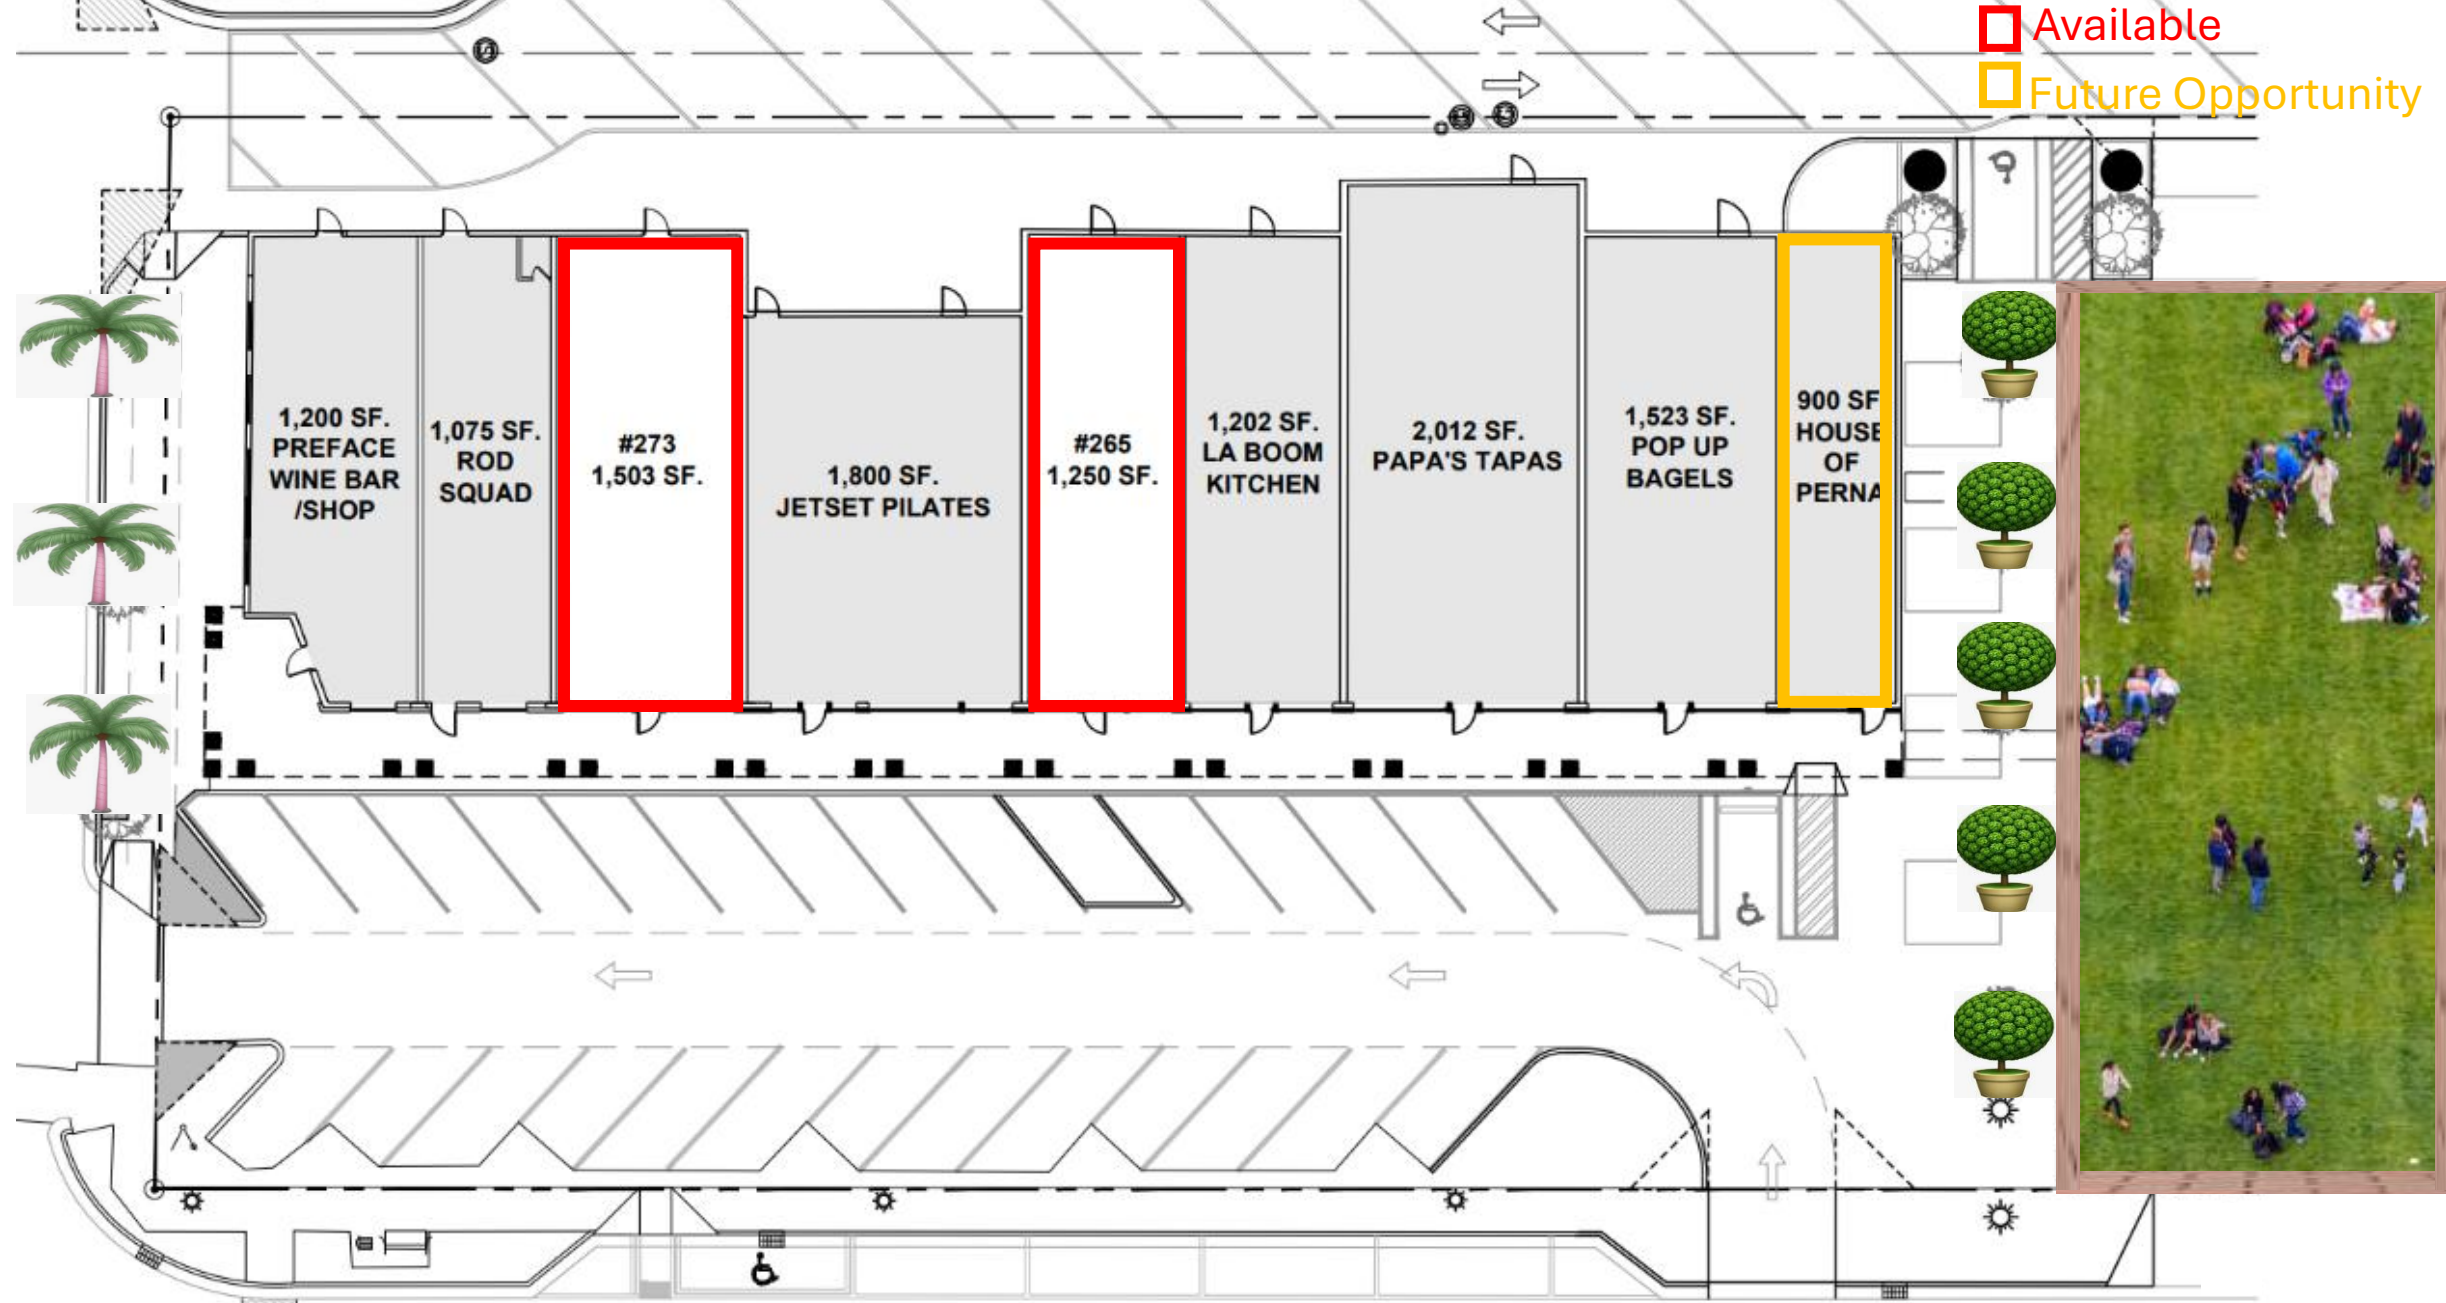 Available
Future Opportunity
1,200 SF.
PREFACE
WINE BAR
/SHOP
1,075 SF.
ROD
SQUAD
#273
1,503 SF.
1,800 SF.
JETSET PILATES
#265
1,250 SF.
1,202 SF.
LA BOOM
KITCHEN
2,012 SF.
PAPA'S TAPAS
1,523 SF.
POP UP
BAGELS
900 SF
HOUSE
OF
PERNA